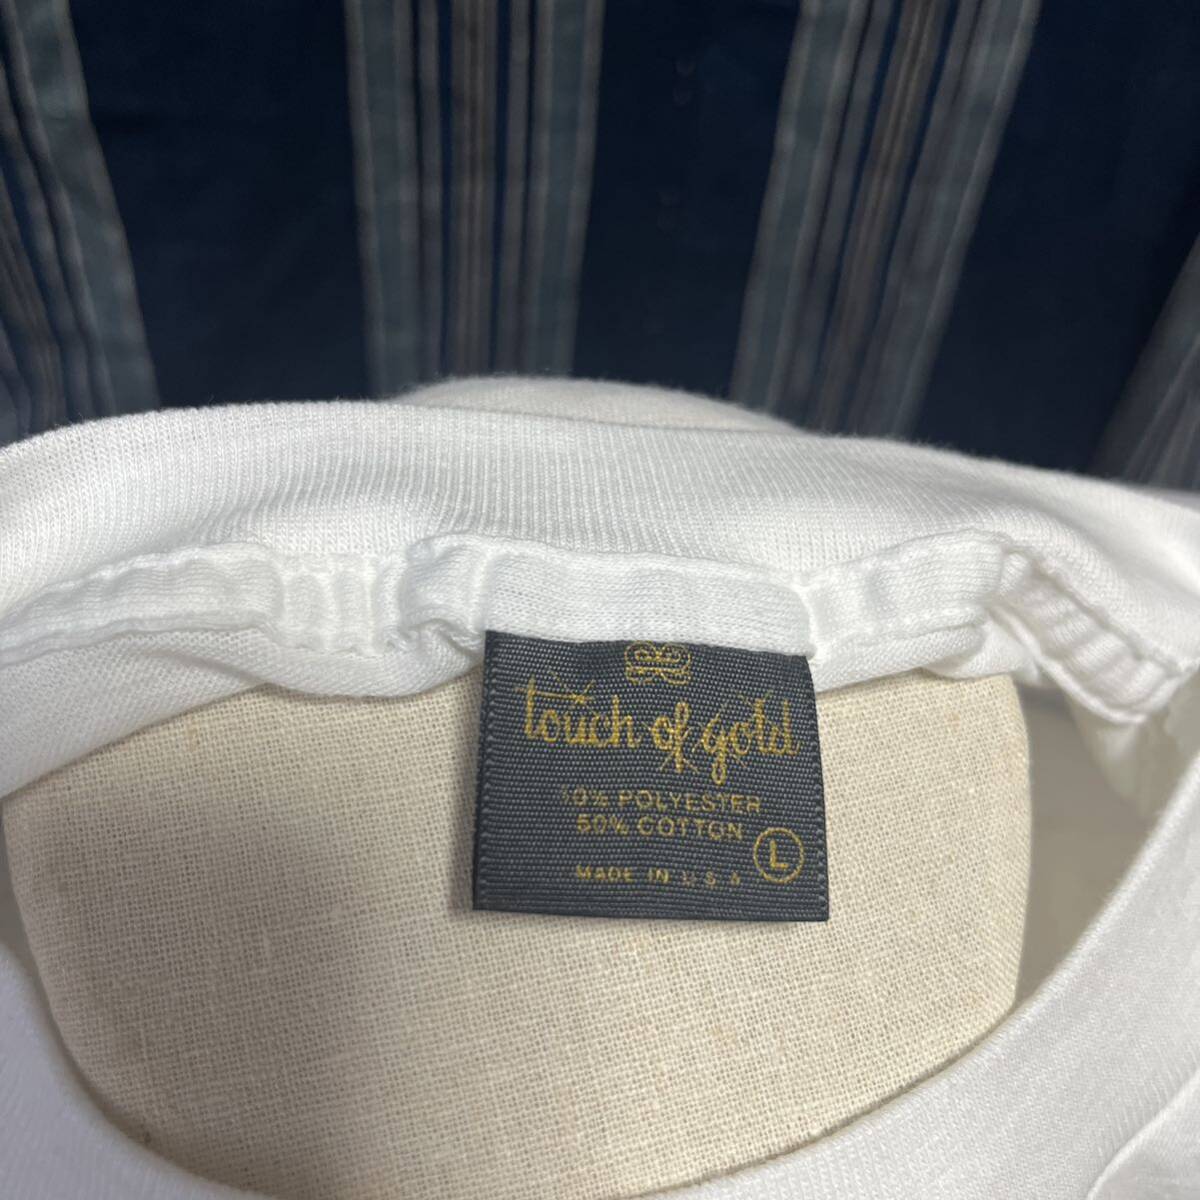 touch of gold
50% POLYESTER
50% COTTON
L
MADE IN U S A